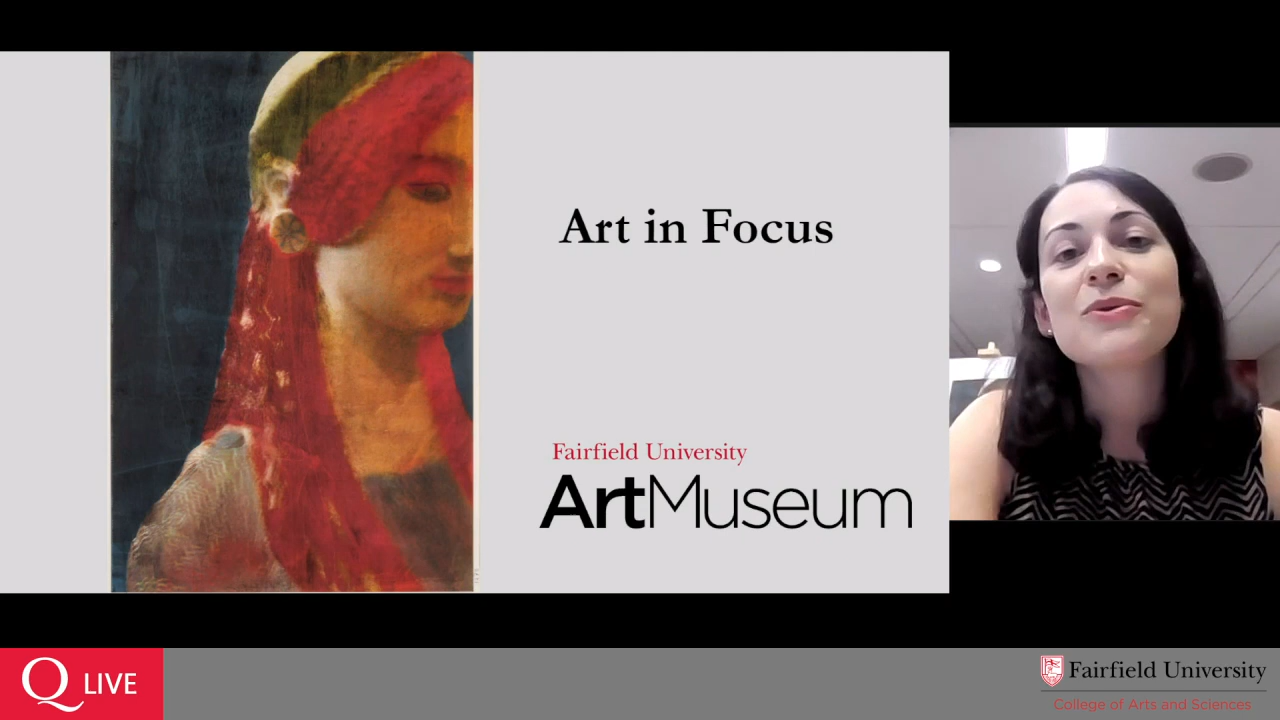 Art in Focus
Fairfield University
ArtMuseum
Q LIVE
Fairfield University
College of Arts and Sciences